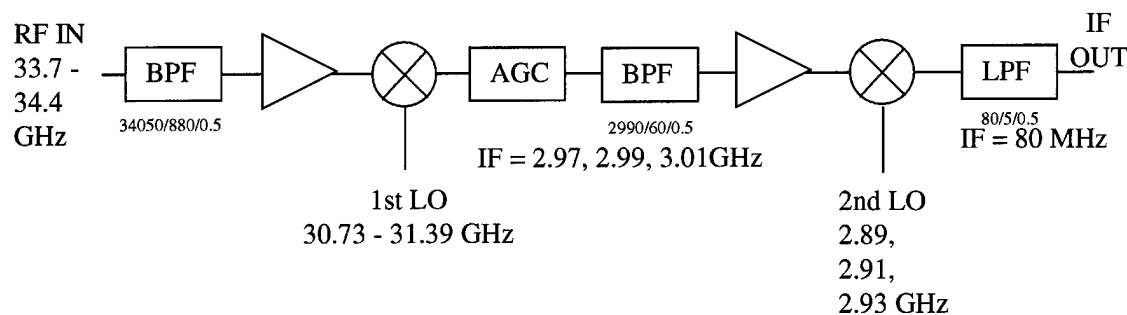 RF IN
33.7 -
34.4
GHz
BPF
34050/880/0.5
1st LO
30.73 - 31.39 GHz
AGC
BPF
2990/60/0.5
IF = 2.97, 2.99, 3.01GHz
2nd LO
2.89,
2.91,
2.93 GHz
LPF
80/5/0.5
IF = 80 MHz
IF
OUT